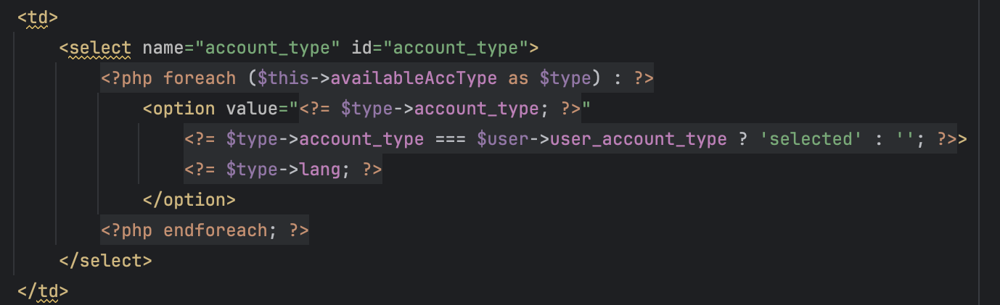 <td>
<select name="account_type" id="account_type">
<?php foreach ($this->availableAccType as $type) : ?>
<option value="<?= $type->account_type; ?>"
<?= $type->account_type === $user->user_account_type ? 'selected' : ''; ?>>
<?= $type->lang; ?>
</option>
<?php endforeach; ?>
</select>
</td>